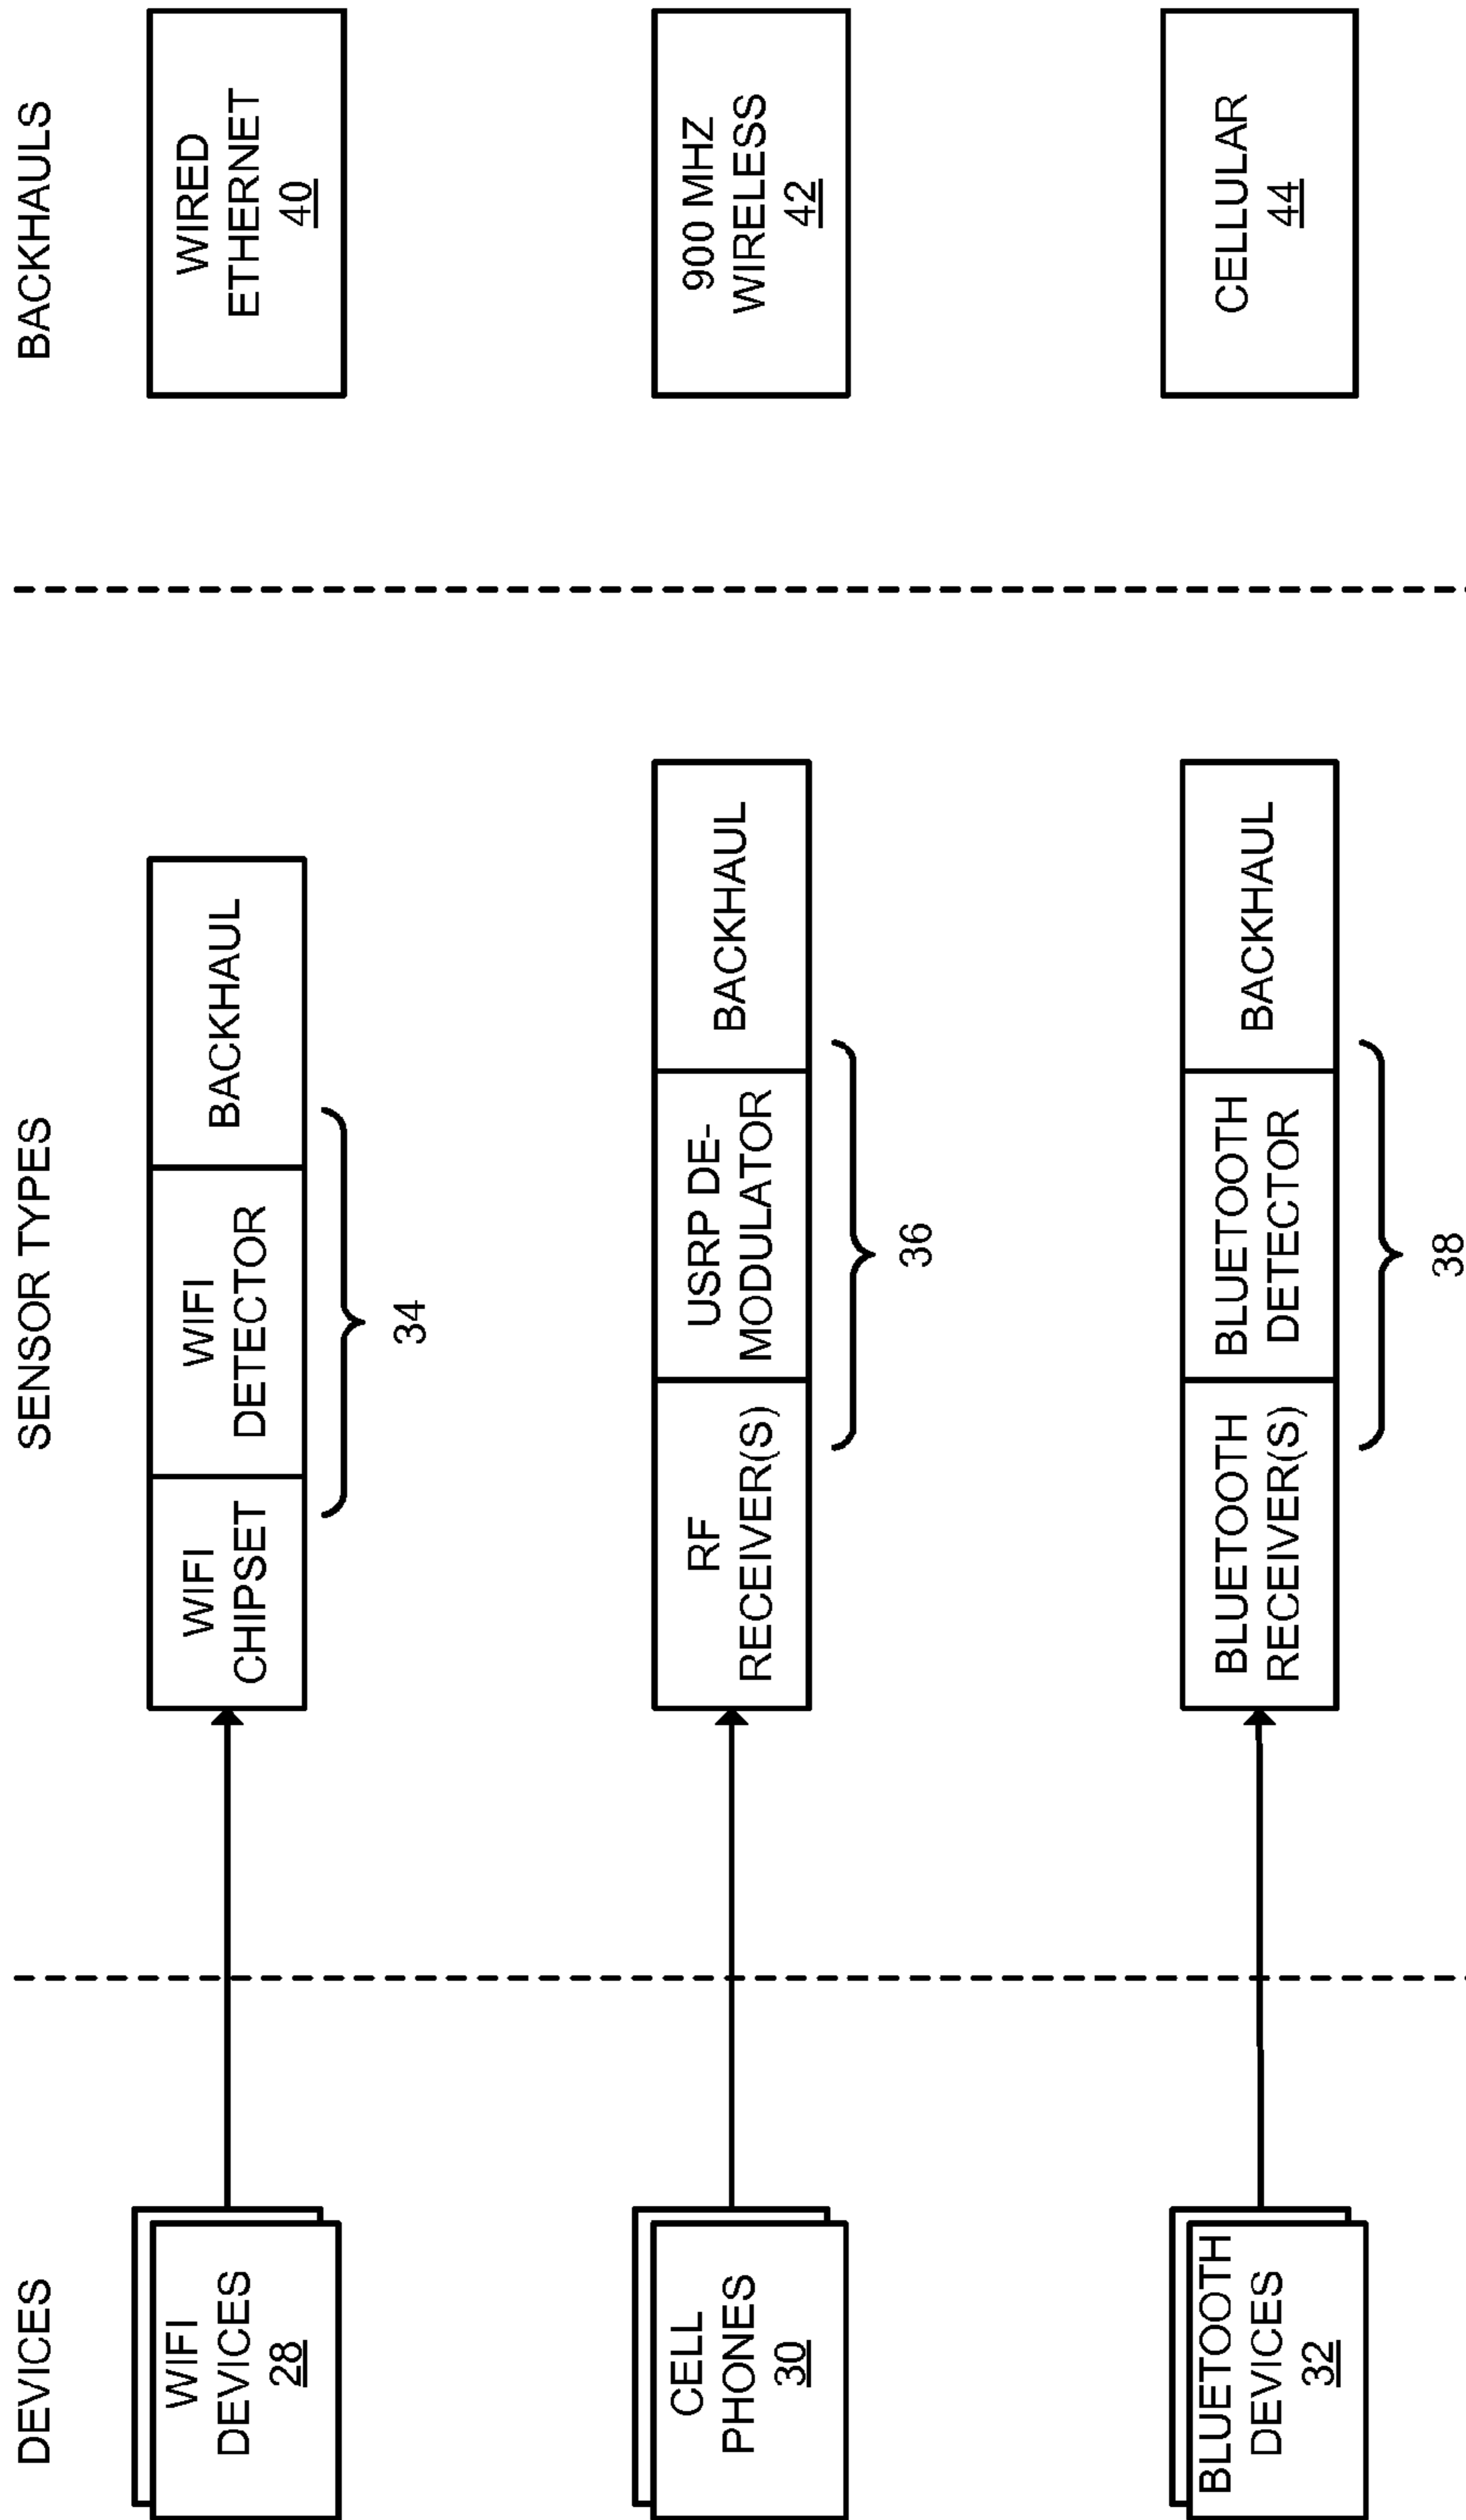 DEVICES
SENSOR TYPES
BACKHAULS
WIFI
DEVICES
28
WIFI
CHIPSET
WIFI
DETECTOR
BACKHAUL
34
WIRED
ETHERNET
40
CELL
PHONES
30
RF
RECEIVER(S)
USRP DE-
MODULATOR
BACKHAUL
36
900 MHZ
WIRELESS
42
BLUETOOTH
DEVICES
32
BLUETOOTH
RECEIVER(S)
BLUETOOTH
DETECTOR
BACKHAUL
38
CELLULAR
44